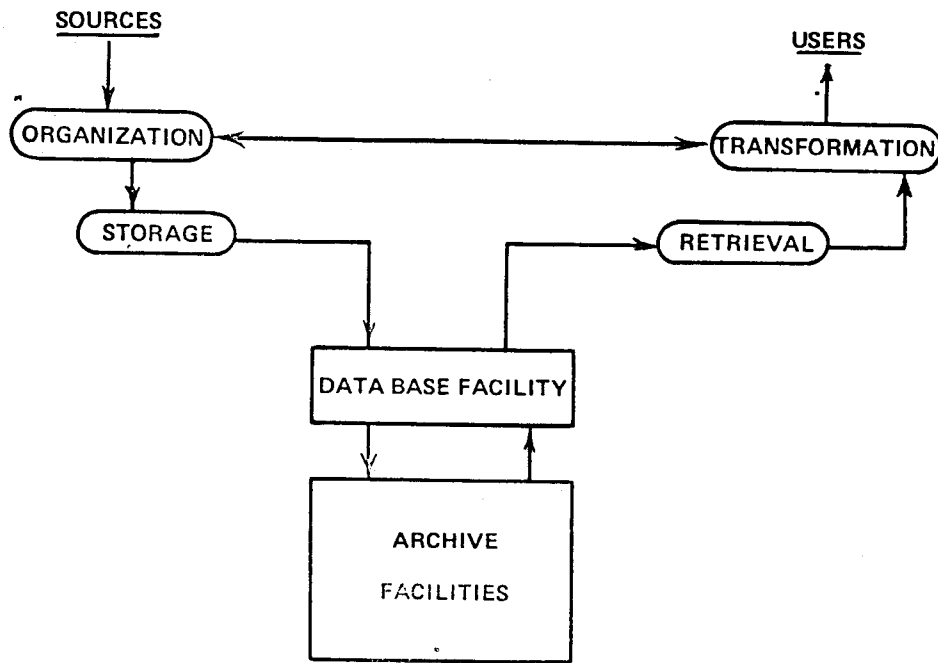 SOURCES
USERS
ORGANIZATION
TRANSFORMATION
STORAGE
RETRIEVAL
DATA BASE FACILITY
ARCHIVE
FACILITIES